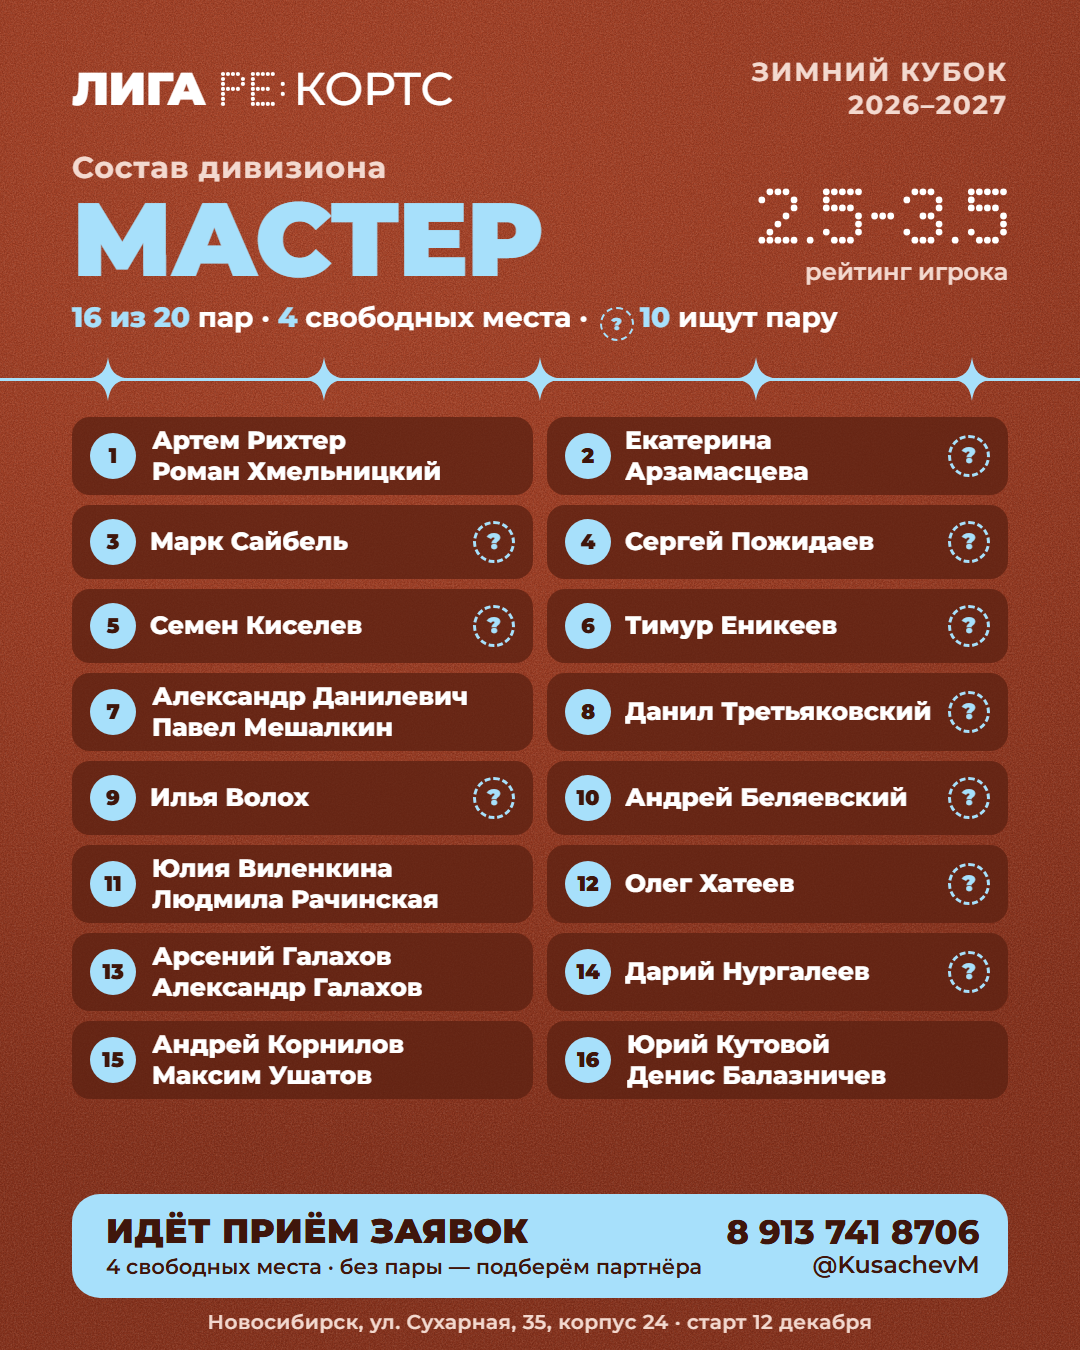 ЛИГА РЕ:КОРТС
ЗИМНИЙ КУБОК
2026–2027
Состав дивизиона
МАСТЕР
2.5–3.5
рейтинг игрока
16 из 20 пар · 4 свободных места · ? 10 ищут пару
1 Артем Рихтер
Роман Хмельницкий
2 Екатерина
Арзамасцева ?
3 Марк Сайбель ?
4 Сергей Пожидаев ?
5 Семен Киселев ?
6 Тимур Еникеев ?
7 Александр Данилевич
Павел Мешалкин
8 Данил Третьяковский ?
9 Илья Волох ?
10 Андрей Беляевский ?
11 Юлия Виленкина
Людмила Рачинская
12 Олег Хатеев ?
13 Арсений Галахов
Александр Галахов
14 Дарий Нургалеев ?
15 Андрей Корнилов
Максим Ушатов
16 Юрий Кутовой
Денис Балазничев
ИДЁТ ПРИЁМ ЗАЯВОК
4 свободных места · без пары — подберём партнёра
8 913 741 8706
@KusachevM
Новосибирск, ул. Сухарная, 35, корпус 24 · старт 12 декабря